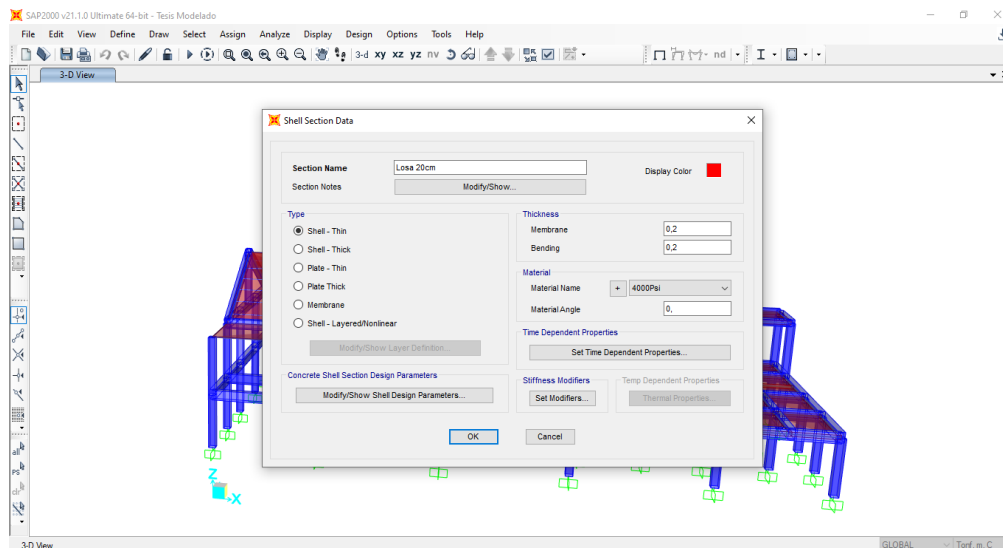 SAP2000 v21.1.0 Ultimate 64-bit - Tesis Modelado
File Edit View Define Draw Select Assign Analyze Display Design Options Tools Help
3-d xy xz yz nv
nd
3-D View
Shell Section Data
Section Name Losa 20cm
Display Color
Section Notes Modify/Show...
Type
Shell - Thin
Shell - Thick
Plate - Thin
Plate Thick
Membrane
Shell - Layered/Nonlinear
Modify/Show Layer Definition...
Concrete Shell Section Design Parameters
Modify/Show Shell Design Parameters...
Thickness
Membrane 0,2
Bending 0,2
Material
Material Name + 4000Psi
Material Angle 0,
Time Dependent Properties
Set Time Dependent Properties...
Stiffness Modifiers
Set Modifiers...
Temp Dependent Properties
Thermal Properties...
OK Cancel
all
PS
clr
Z
X
3-D View
GLOBAL
Tonf, m, C